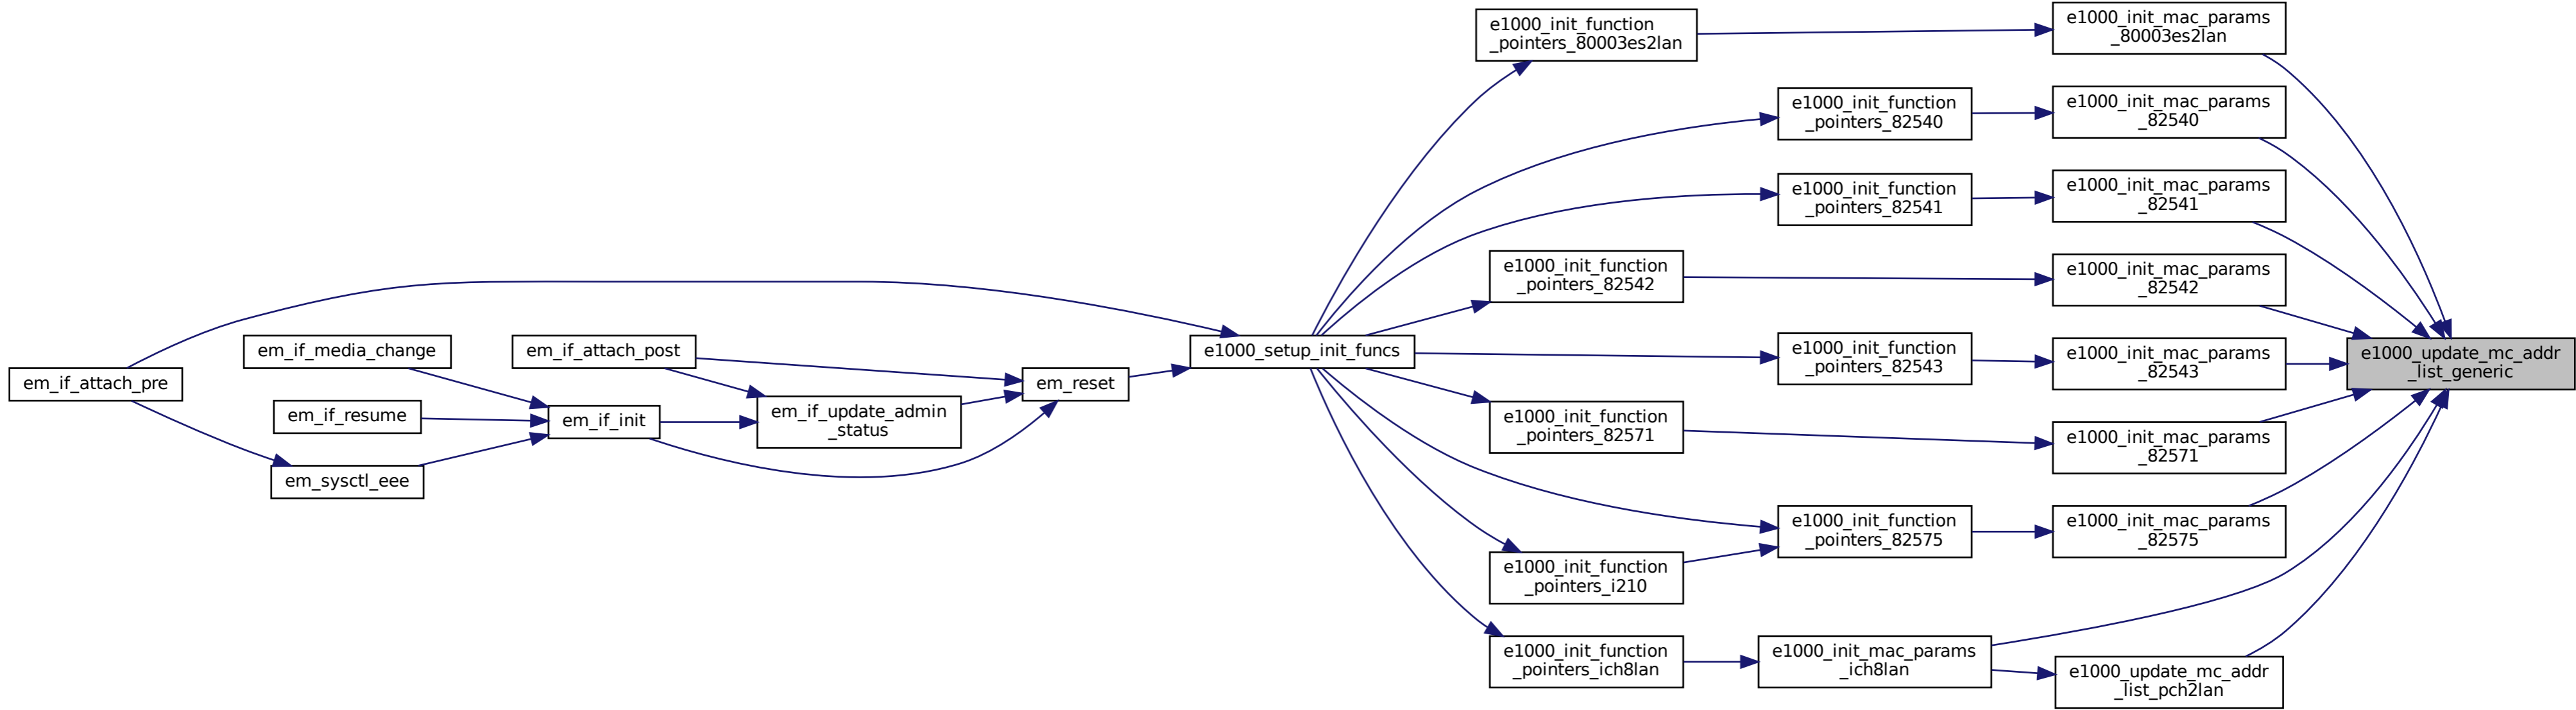 em_if_attach_pre
em_if_media_change
em_if_resume
em_sysctl_eee
em_if_attach_post
em_if_init
em_if_update_admin
_status
em_reset
e1000_setup_init_funcs
e1000_init_function
_pointers_80003es2lan
e1000_init_function
_pointers_82540
e1000_init_function
_pointers_82541
e1000_init_function
_pointers_82542
e1000_init_function
_pointers_82543
e1000_init_function
_pointers_82571
e1000_init_function
_pointers_82575
e1000_init_function
_pointers_i210
e1000_init_function
_pointers_ich8lan
e1000_init_mac_params
_80003es2lan
e1000_init_mac_params
_82540
e1000_init_mac_params
_82541
e1000_init_mac_params
_82542
e1000_init_mac_params
_82543
e1000_init_mac_params
_82571
e1000_init_mac_params
_82575
e1000_init_mac_params
_ich8lan
e1000_update_mc_addr
_list_pch2lan
e1000_update_mc_addr
_list_generic